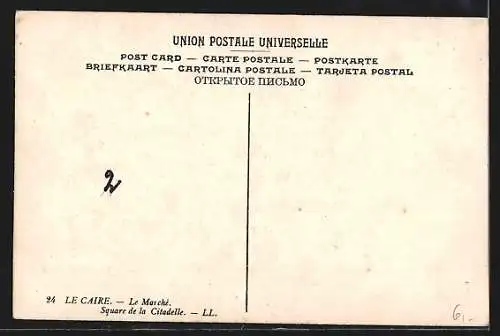 UNION POSTALE UNIVERSELLE
POST CARD — CARTE POSTALE — POSTKARTE
BRIEFKAART — CARTOLINA POSTALE — TARJETA POSTAL
ОТКРЫТОЕ ПИСЬМО
2
24 LE CAIRE. — Le Marché.
Square de la Citadelle. — LL.
6,-